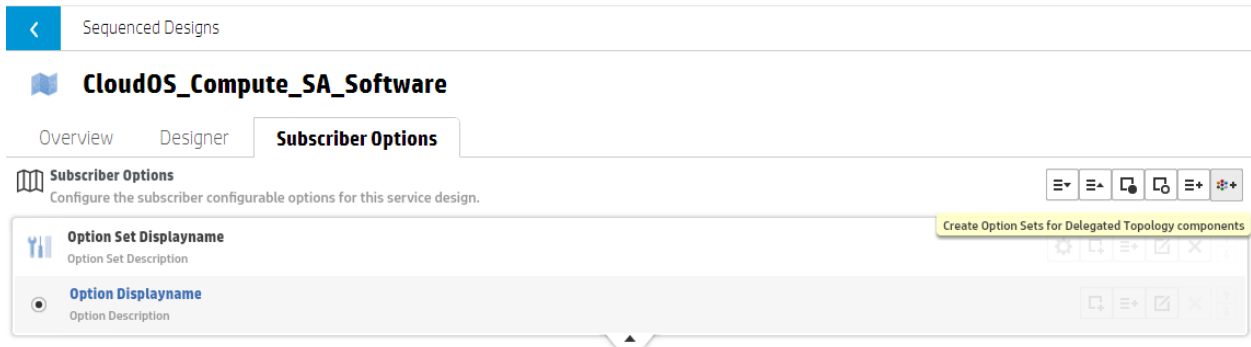 Sequenced Designs
CloudOS_Compute_SA_Software
Overview Designer Subscriber Options
Subscriber Options
Configure the subscriber configurable options for this service design.
Create Option Sets for Delegated Topology components
Option Set Displayname
Option Set Description
Option Displayname
Option Description